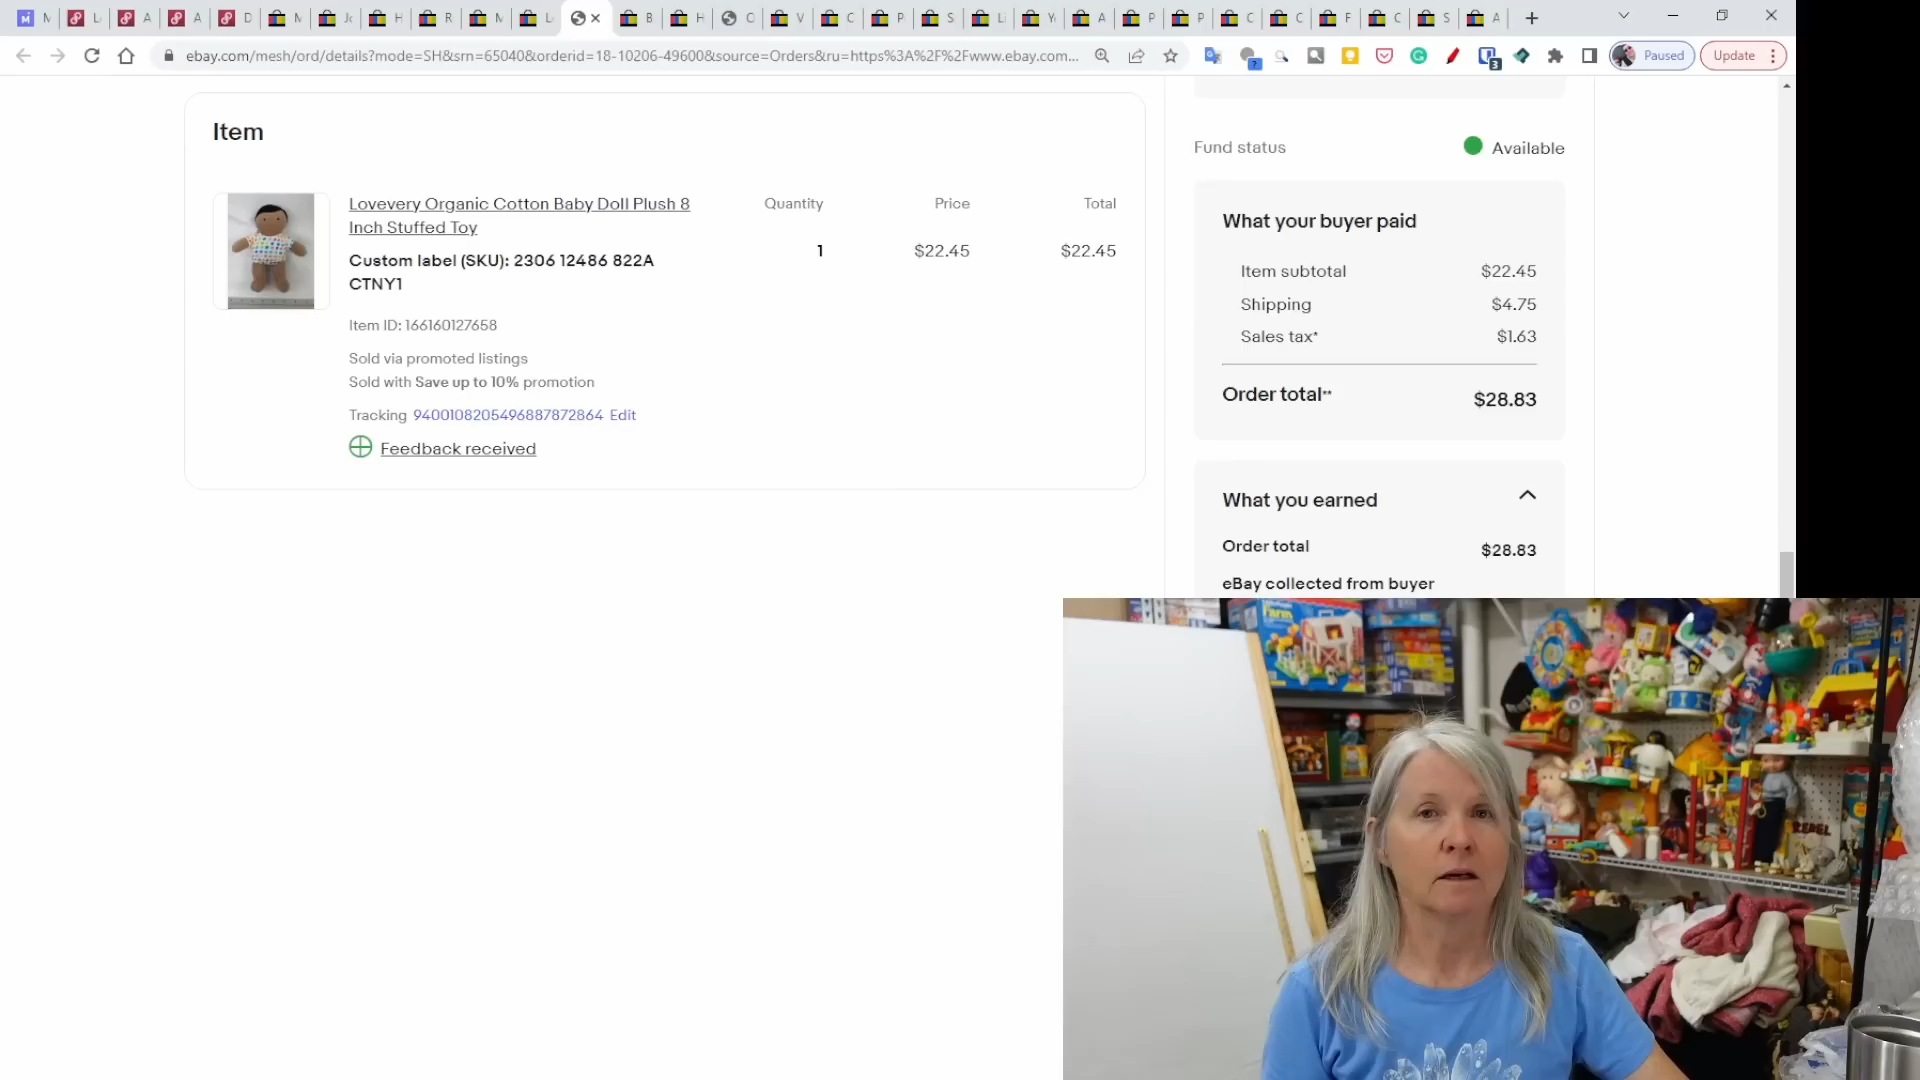 ebay.com/mesh/ord/details?mode=SH&srn=65040&orderid=18-10206-49600&source=Orders&ru=https%3A%2F%2Fwww.ebay.com...
Paused
Update
Item
Lovevery Organic Cotton Baby Doll Plush 8
Inch Stuffed Toy
Quantity
Price
Total
1
$22.45
$22.45
Custom label (SKU): 2306 12486 822A
CTNY1
Item ID: 166160127658
Sold via promoted listings
Sold with Save up to 10% promotion
Tracking 9400108205496887872864 Edit
Feedback received
Fund status
Available
What your buyer paid
Item subtotal $22.45
Shipping $4.75
Sales tax* $1.63
Order total** $28.83
What you earned
Order total $28.83
eBay collected from buyer
Farm
REBEL